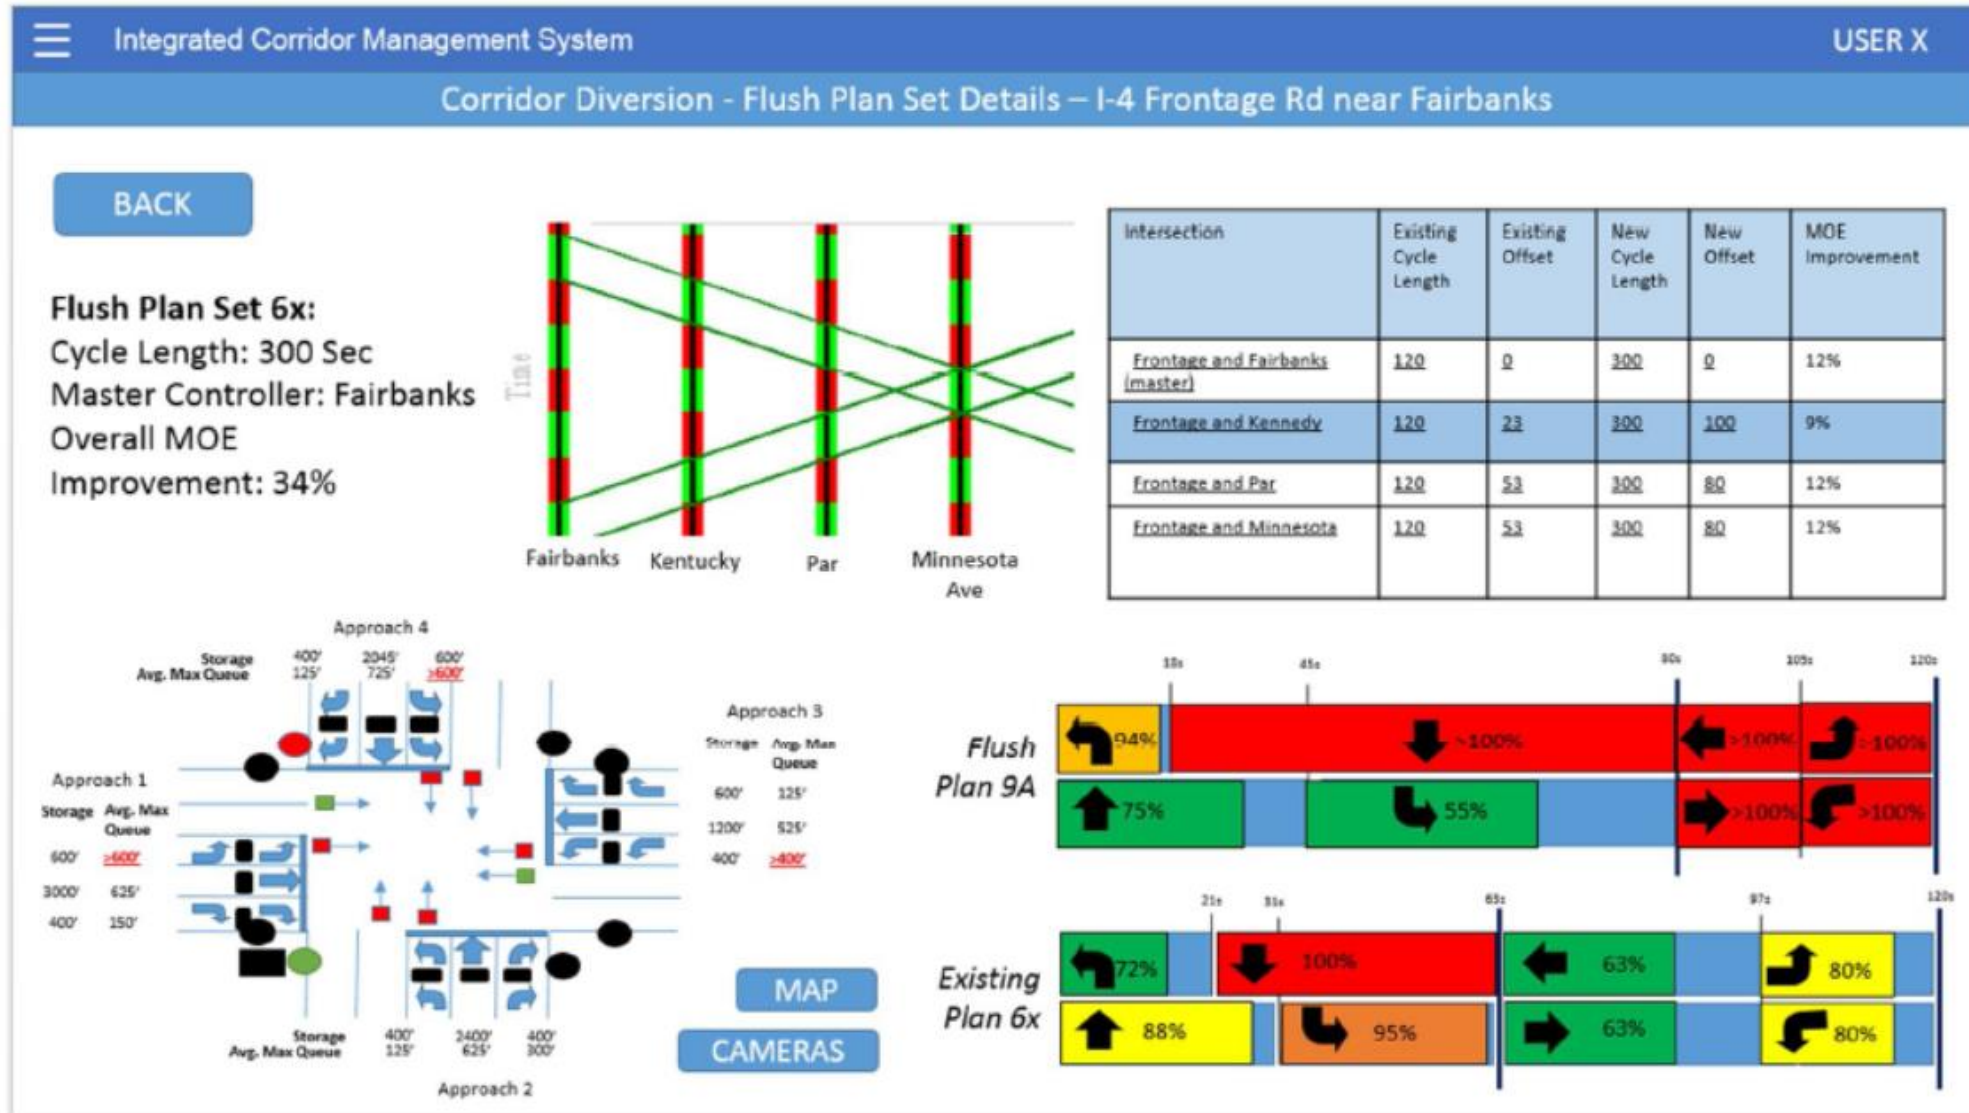 Integrated Corridor Management System
USER X
Corridor Diversion - Flush Plan Set Details – I-4 Frontage Rd near Fairbanks
BACK
Flush Plan Set 6x:
Cycle Length: 300 Sec
Master Controller: Fairbanks
Overall MOE
Improvement: 34%
Time
Fairbanks
Kentucky
Par
Minnesota
Ave
Intersection
Existing
Cycle
Length
Existing
Offset
New
Cycle
Length
New
Offset
MOE
Improvement
Frontage and Fairbanks
(master)
120
0
300
0
12%
Frontage and Kennedy
120
23
300
100
9%
Frontage and Par
120
53
300
80
12%
Frontage and Minnesota
120
53
300
80
12%
Approach 4
Storage 400' 2045' 600'
Avg. Max Queue 125' 725' >600'
Approach 1
Storage Avg. Max
Queue
600' >600'
3000' 625'
400' 150'
Approach 3
Storage Avg. Max
Queue
600' 125'
1200' 525'
400' >400'
Storage 400' 2400' 400'
Avg. Max Queue 125' 625' 300'
Approach 2
MAP
CAMERAS
Flush
Plan 9A
45s
105s
120s
94%
>100%
>100%
>100%
75%
55%
>100%
>100%
Existing
Plan 6x
21s
31s
65s
97s
120s
72%
100%
63%
80%
88%
95%
63%
80%